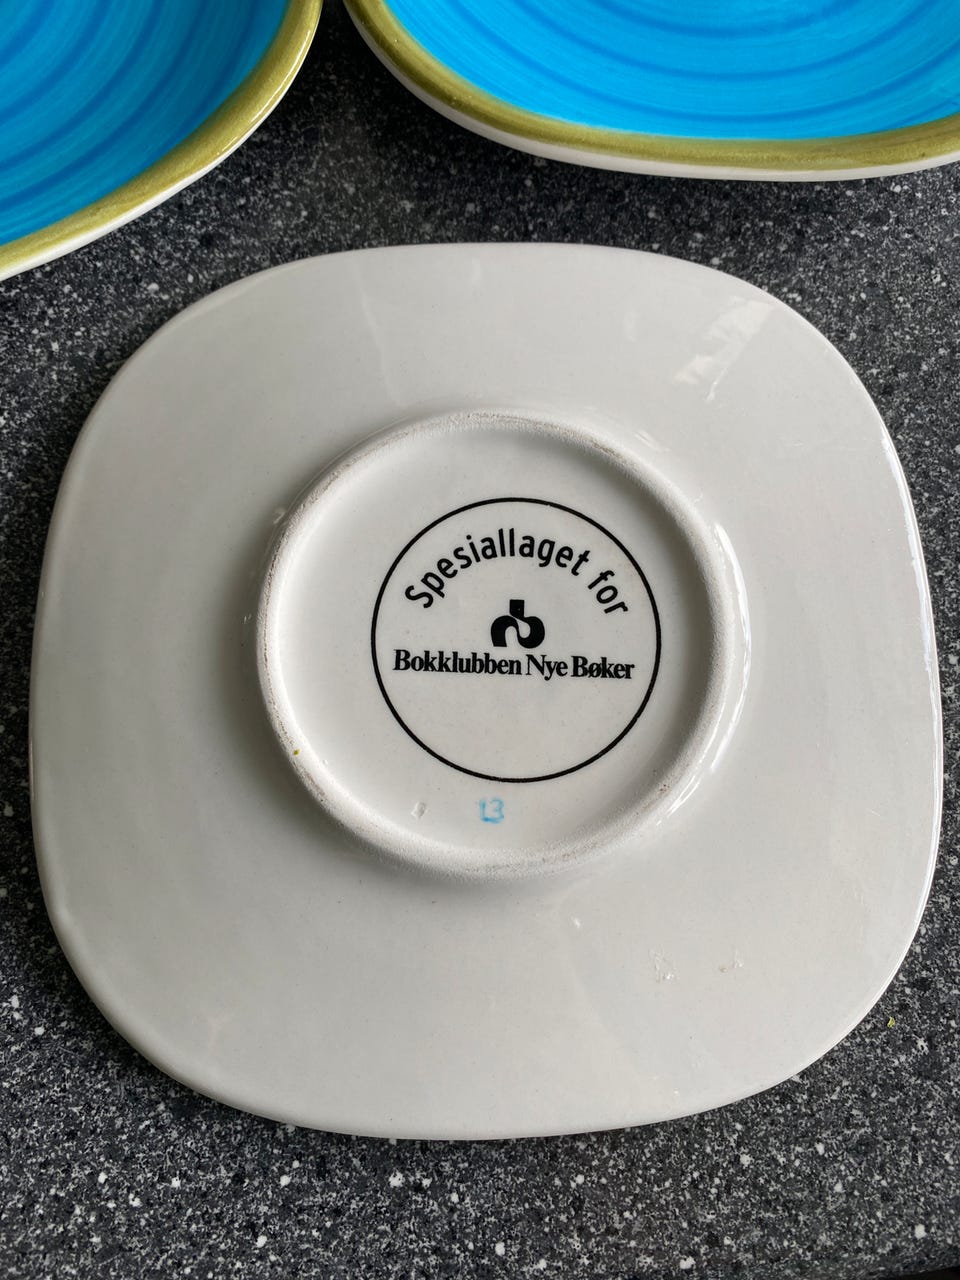 Spesiallaget for
Bokklubben Nye Bøker
13